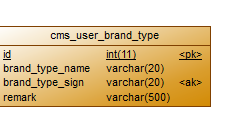 cms_user_brand_type
id int(11) <pk>
brand_type_name varchar(20)
brand_type_sign varchar(20) <ak>
remark varchar(500)